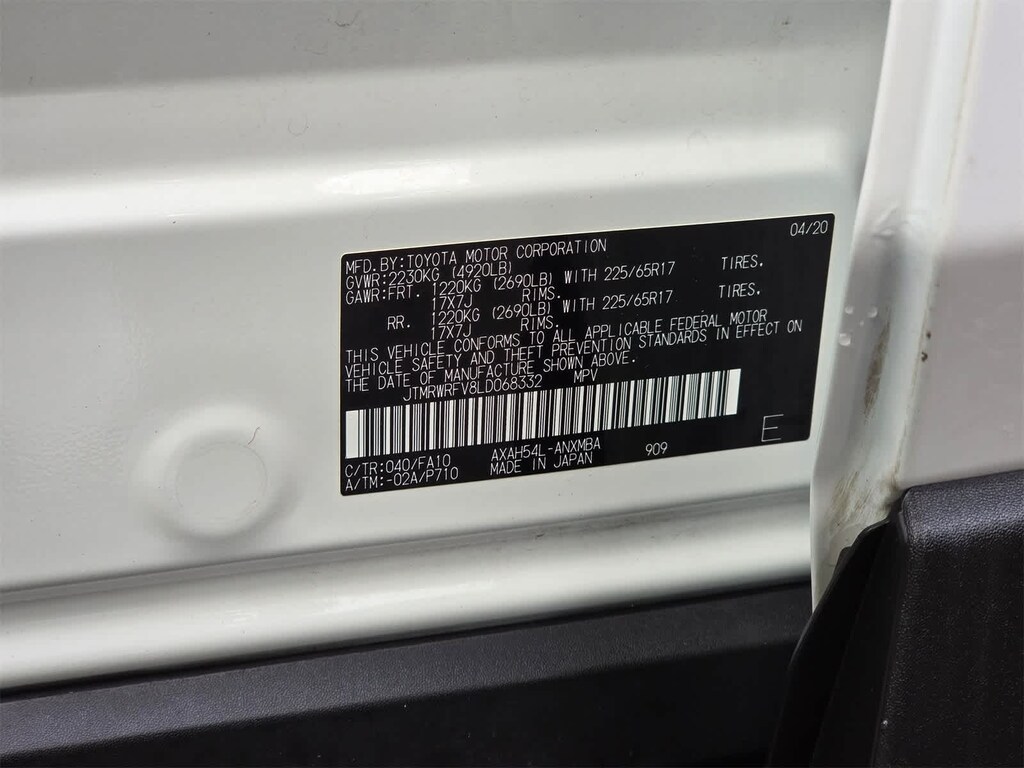 04/20
MFD.BY:TOYOTA MOTOR CORPORATION
GVWR:2230KG (4920LB)
GAWR:FRT. 1220KG (2690LB) WITH 225/65R17 TIRES.
17X7J RIMS.
RR. 1220KG (2690LB) WITH 225/65R17 TIRES.
17X7J RIMS.
THIS VEHICLE CONFORMS TO ALL APPLICABLE FEDERAL MOTOR
VEHICLE SAFETY AND THEFT PREVENTION STANDARDS IN EFFECT ON
THE DATE OF MANUFACTURE SHOWN ABOVE.
JTMRWRFV8LD068332 MPV
C/TR:040/FA10 AXAH54L-ANXMBA 909 E
A/TM:-02A/P710 MADE IN JAPAN